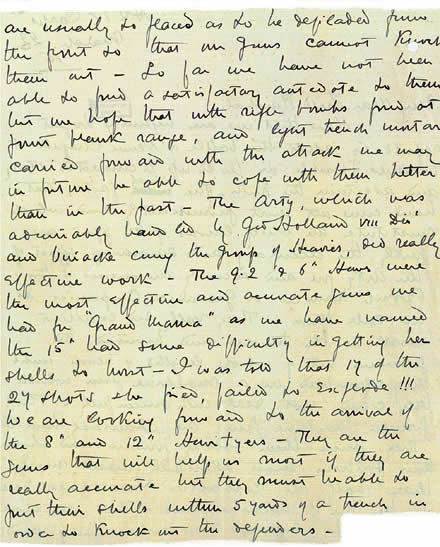 are usually so placed as to be defiladed from
the front so that our guns cannot knock
them out – So far we have not been
able to find a satisfactory antidote to them
but we hope that with rifle bombs fired at
point blank range, and light trench mortars
carried forward with the attack we may
in future be able to cope with them better
than in the past – The Arty, which was
admirably handled by Genl Holland VIII Divn
and Uniacke cmng the Group of Heavies, did really
effective work – The 9.2 & 6" Hows were
the most effective and accurate guns we
had for "Grand Mama" as we have named
the 15" had some difficulty in getting her
shells to burst – I was told that 17 of the
27 shots she fired, failed to explode !!!
We are looking forward to the arrival of
the 8" and 12" Howitzers – They are the
guns that will help us most if they are
really accurate but they must be able to
put their shells within 5 yards of a trench in
order to knock out the defenders –